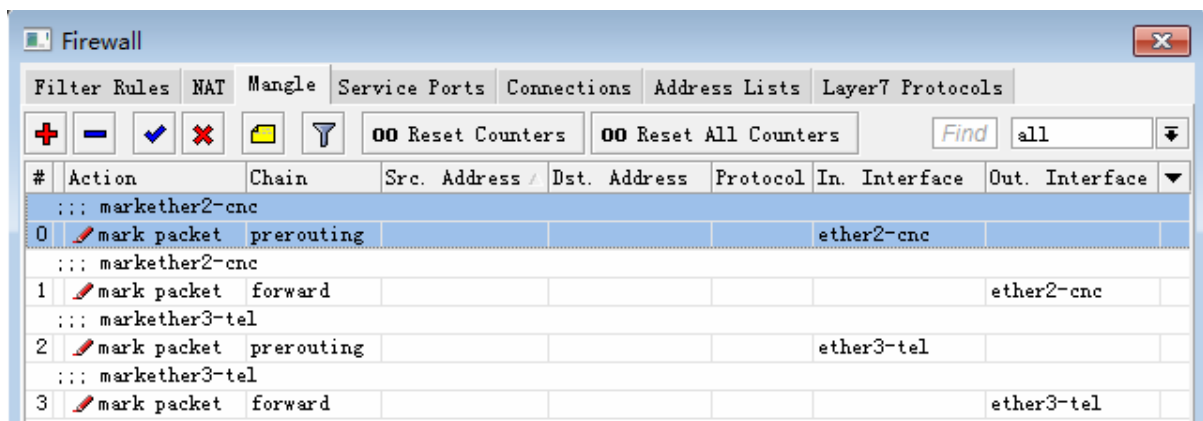 Firewall
Filter Rules NAT Mangle Service Ports Connections Address Lists Layer7 Protocols
00 Reset Counters 00 Reset All Counters Find all
# Action Chain Src. Address Dst. Address Protocol In. Interface Out. Interface
;;; markether2-cnc
0 mark packet prerouting ether2-cnc
;;; markether2-cnc
1 mark packet forward ether2-cnc
;;; markether3-tel
2 mark packet prerouting ether3-tel
;;; markether3-tel
3 mark packet forward ether3-tel